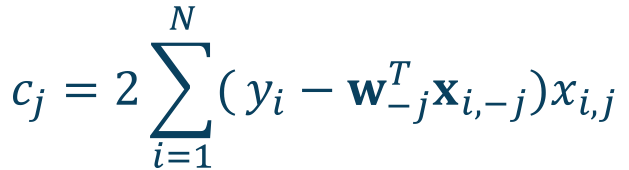 $c_j = 2 \sum_{i=1}^{N} ( y_i - \mathbf{w}_{-j}^T \mathbf{x}_{i,-j} ) x_{i,j}$